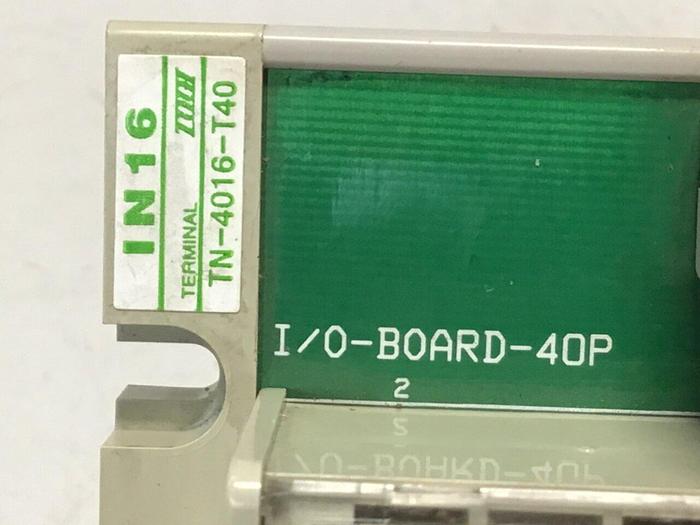 IN16
TERMINAL
TN-4016-T40
I/O-BOARD-40P
2